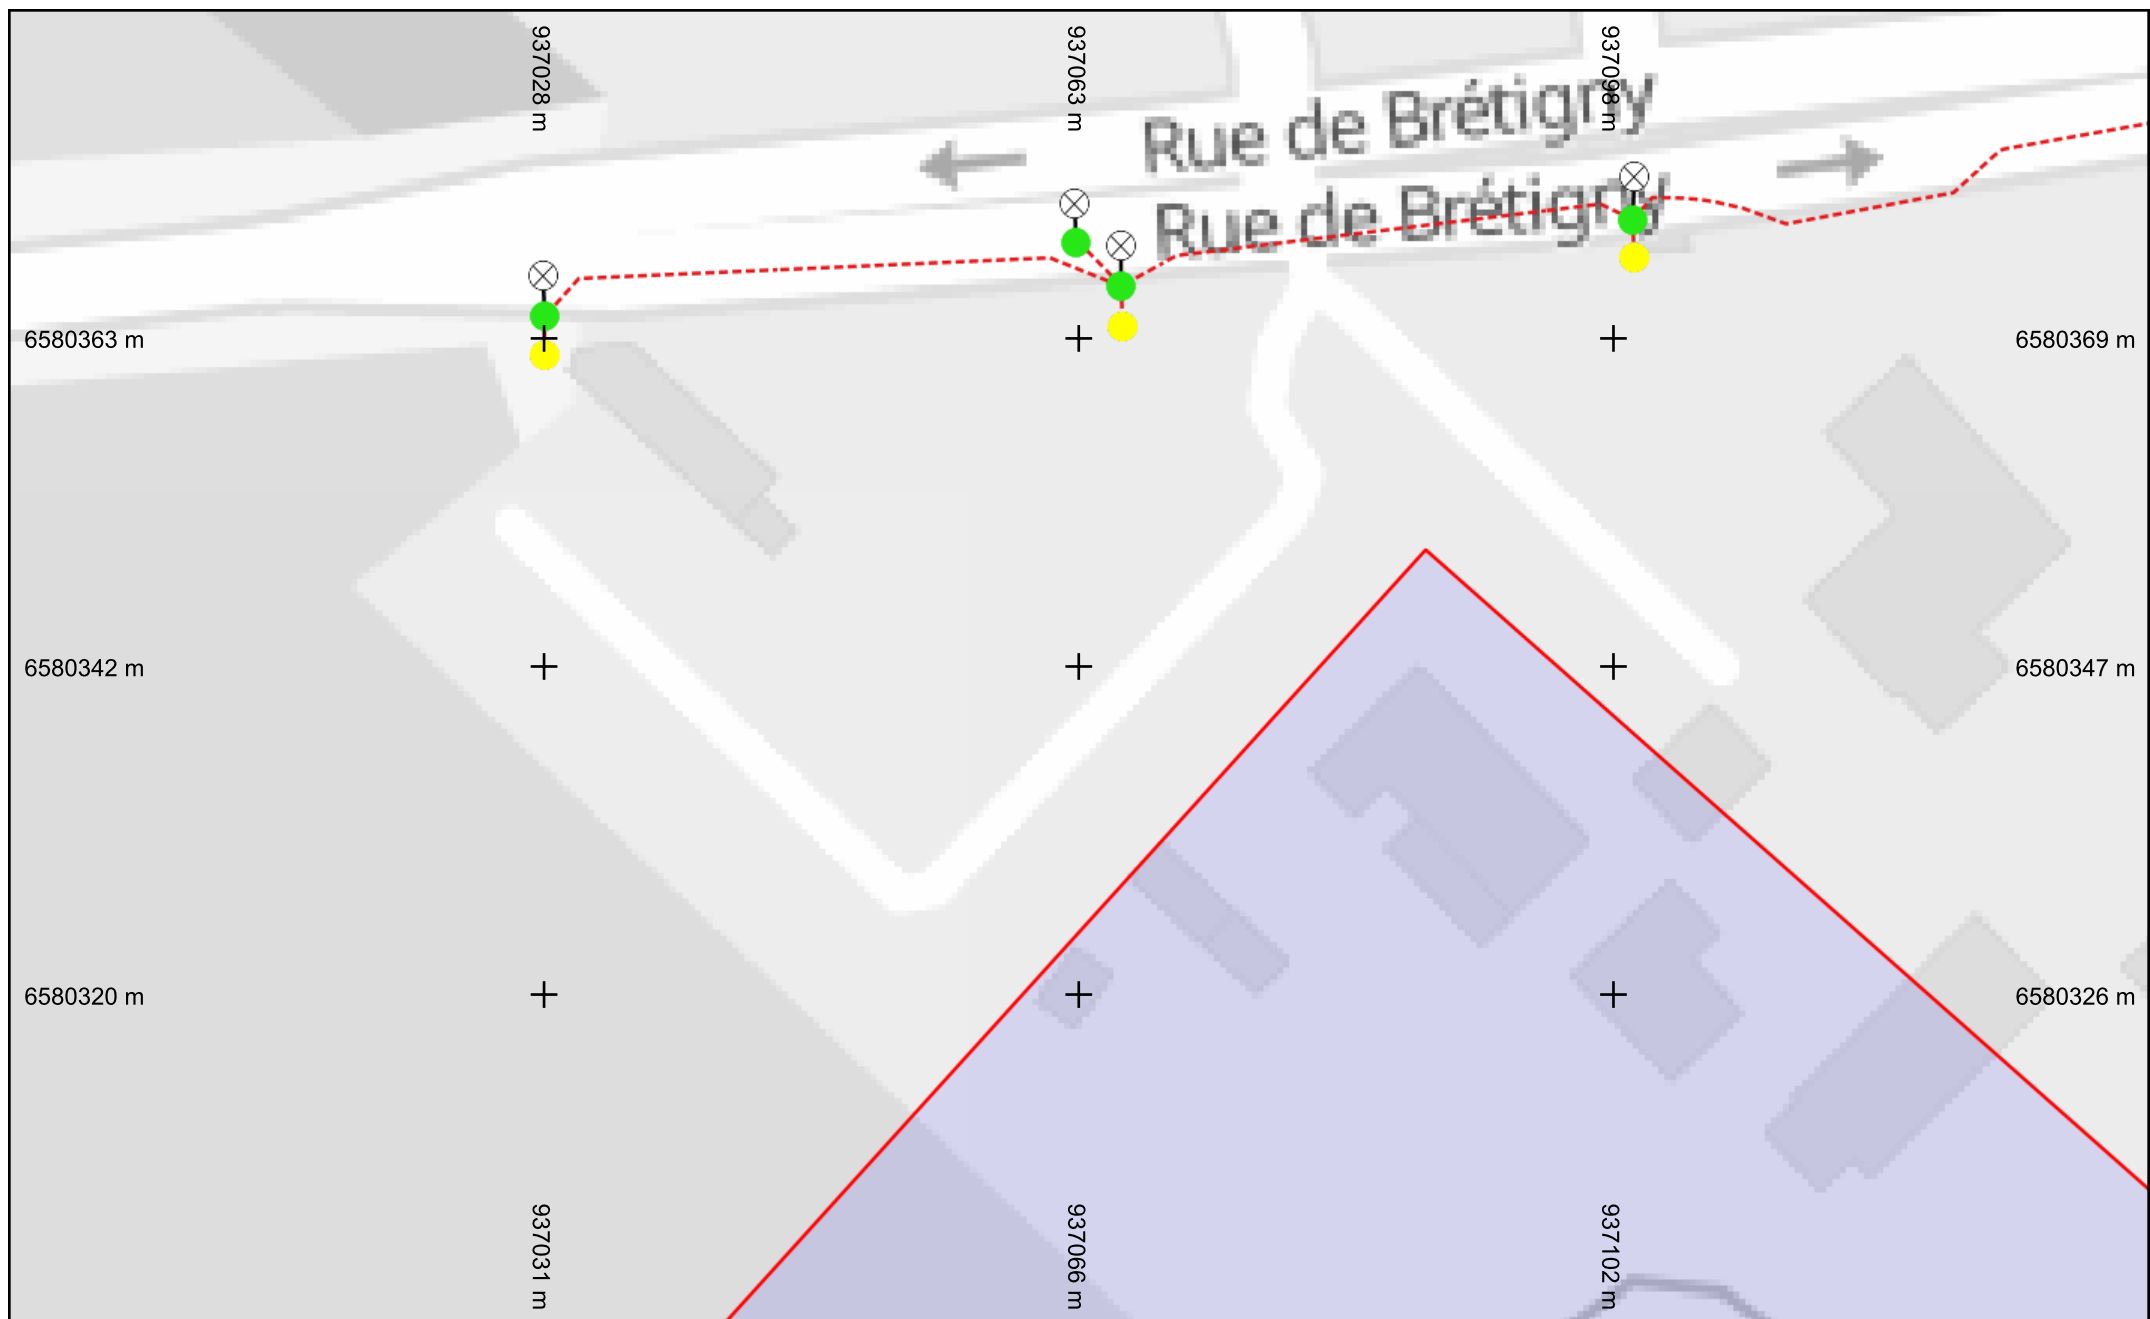 937028 m
937063 m
937098 m
Rue de Brétigny
Rue de Brétigny
6580363 m
6580369 m
6580342 m
6580347 m
6580320 m
6580326 m
937031 m
937066 m
937102 m